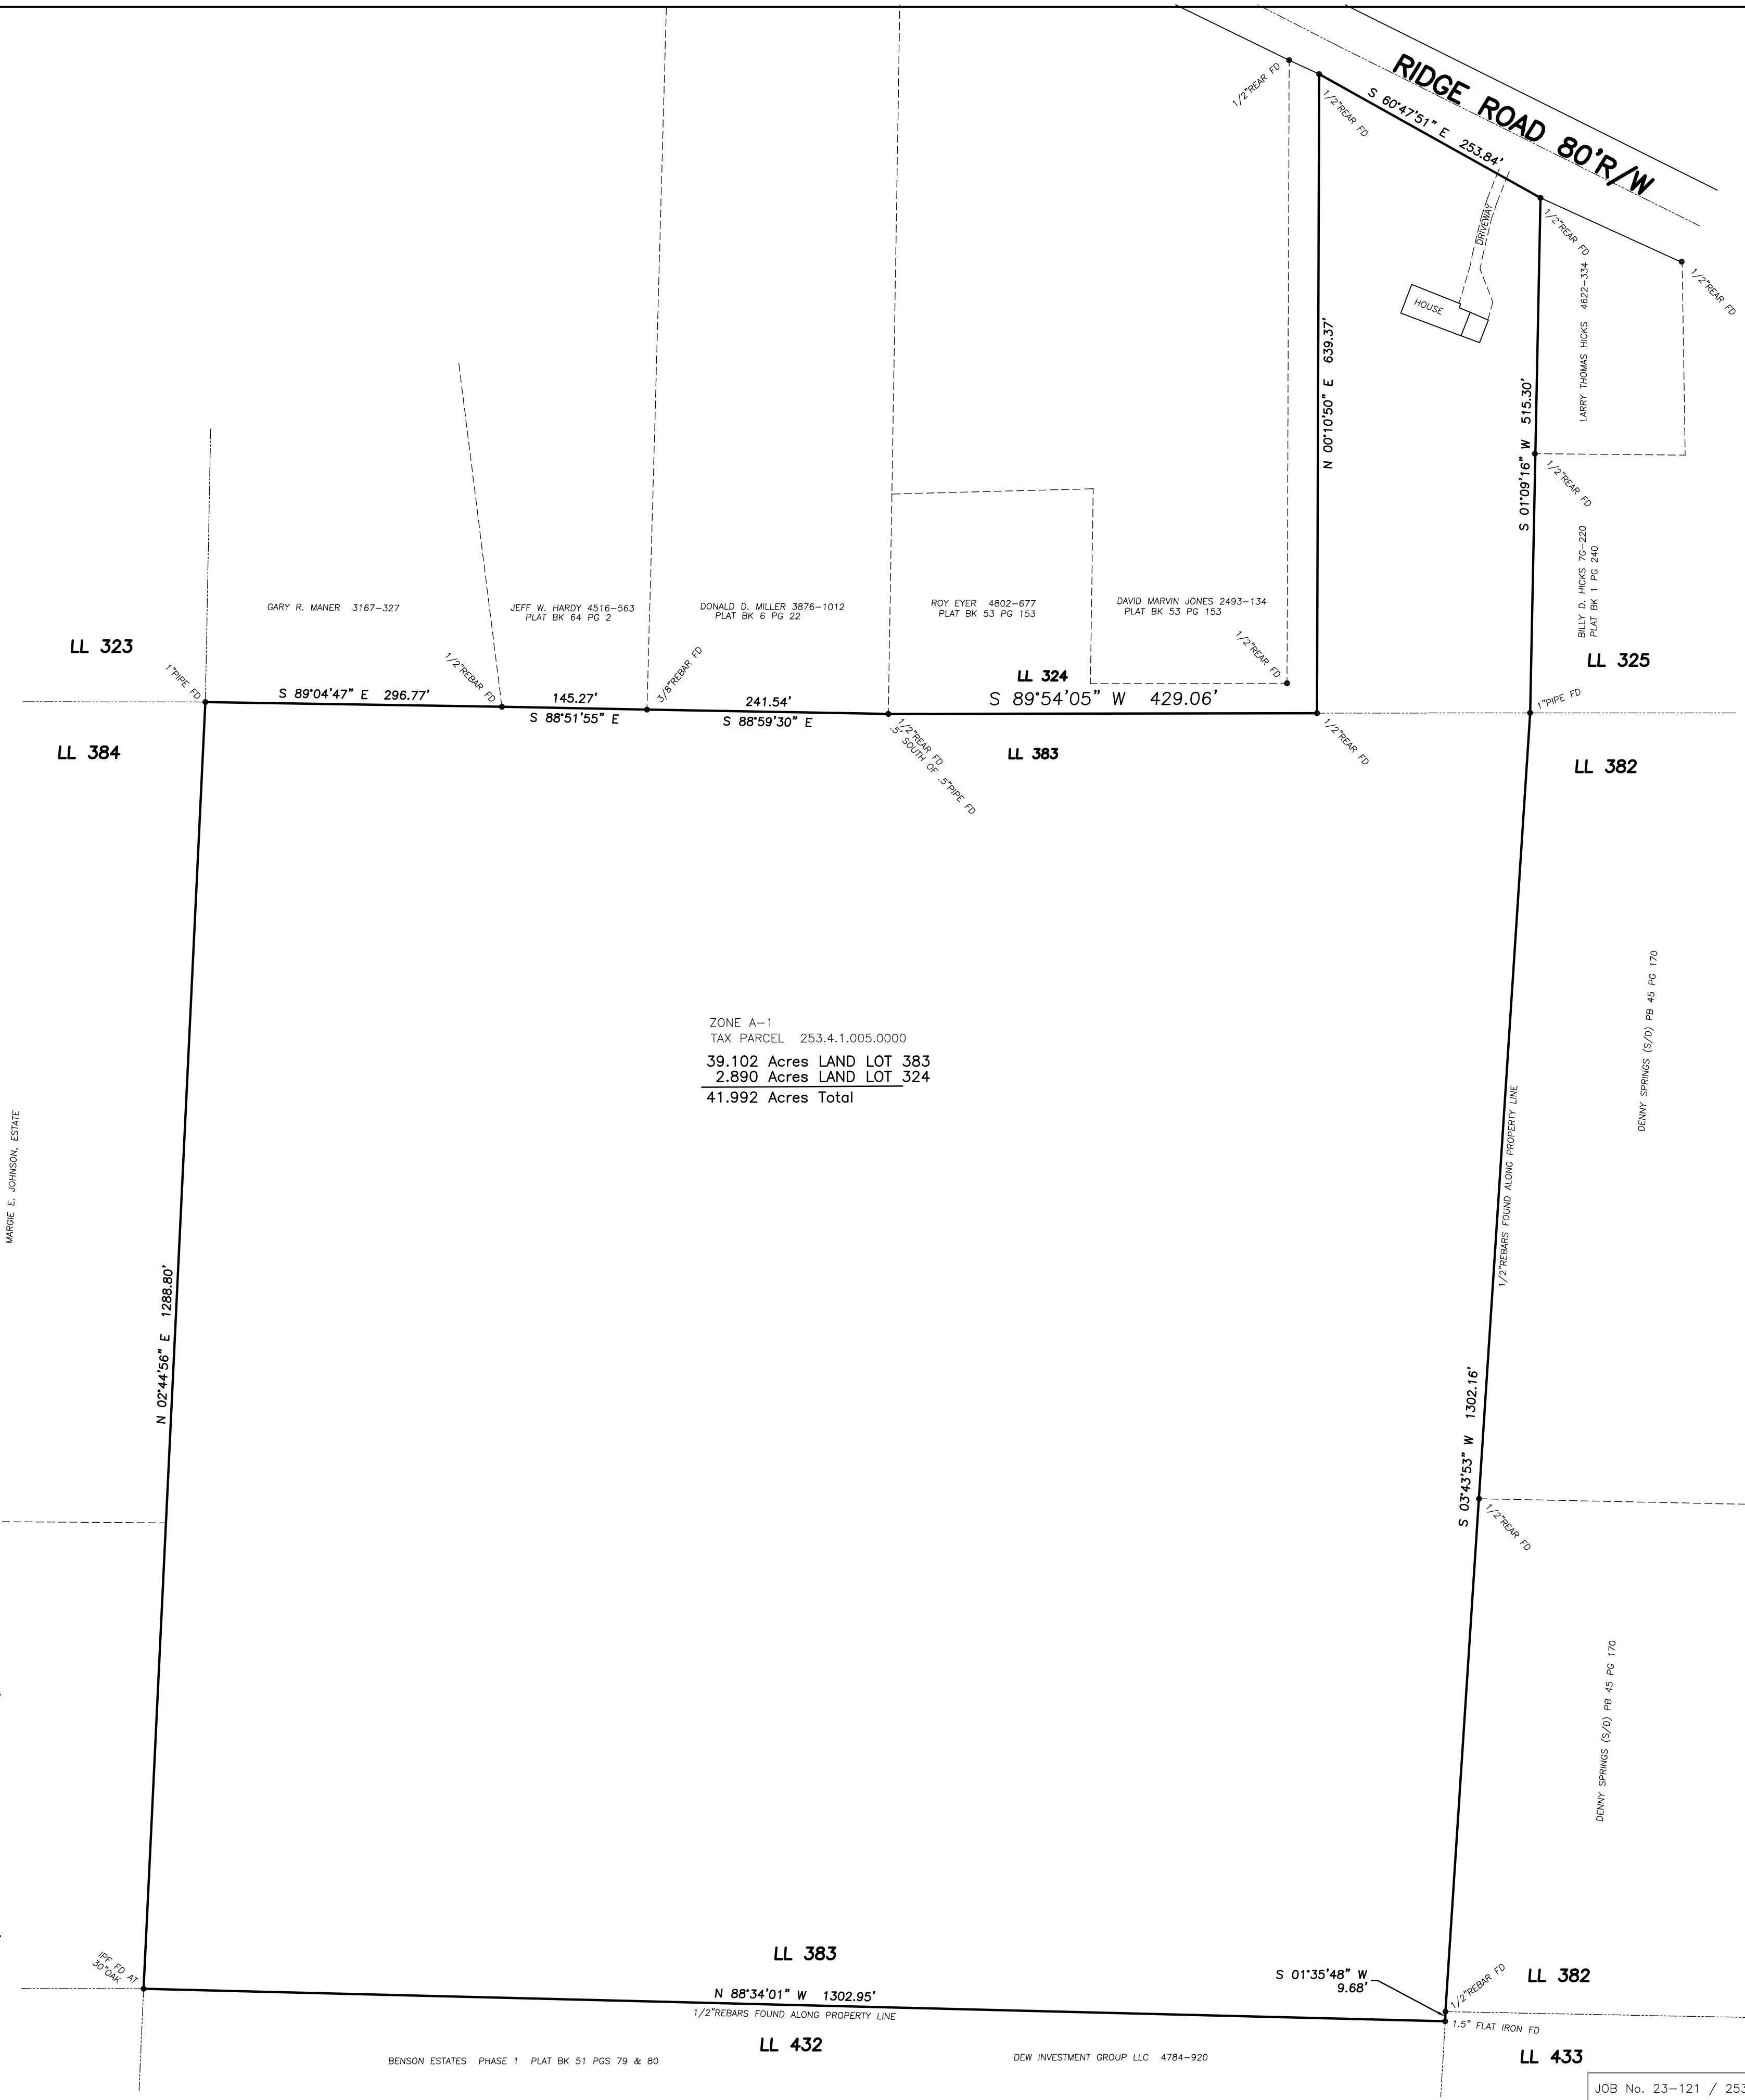 RIDGE ROAD 80'R/W
1/2"REAR FD
1/2"REAR FD
S 60°47'51" E 253.84'
1/2"REAR FD
1/2"REAR FD
DRIVEWAY
HOUSE
LARRY THOMAS HICKS 4622-334
N 00°10'50" E 639.37'
S 01°09'16" W 515.30'
1/2"REAR FD
BILLY D. HICKS 7G-220
PLAT BK 1 PG 240
GARY R. MANER 3167-327
JEFF W. HARDY 4516-563
PLAT BK 64 PG 2
DONALD D. MILLER 3876-1012
PLAT BK 6 PG 22
ROY EYER 4802-677
PLAT BK 53 PG 153
DAVID MARVIN JONES 2493-134
PLAT BK 53 PG 153
LL 323
LL 325
1"PIPE FD
1/2"REBAR FD
3/8"REBAR FD
1/2"REAR FD
LL 324
S 89°04'47" E 296.77'
145.27'
S 88°51'55" E
241.54'
S 88°59'30" E
S 89°54'05" W 429.06'
1"PIPE FD
1/2"REAR FD
.5' SOUTH OF .5"PIPE FD
1/2"REAR FD
LL 384
LL 383
LL 382
ZONE A-1
TAX PARCEL 253.4.1.005.0000
39.102 Acres LAND LOT 383
2.890 Acres LAND LOT 324
41.992 Acres Total
DENNY SPRINGS (S/D) PB 45 PG 170
MARGIE E. JOHNSON, ESTATE
1/2"REBARS FOUND ALONG PROPERTY LINE
N 02°44'56" E 1288.80'
S 03°43'53" W 1302.16'
1/2"REAR FD
DENNY SPRINGS (S/D) PB 45 PG 170
IPF FD AT
30"OAK
LL 383
S 01°35'48" W
9.68'
1/2"REBAR FD
LL 382
N 88°34'01" W 1302.95'
1/2"REBARS FOUND ALONG PROPERTY LINE
1.5" FLAT IRON FD
LL 432
LL 433
BENSON ESTATES PHASE 1 PLAT BK 51 PGS 79 & 80
DEW INVESTMENT GROUP LLC 4784-920
JOB No. 23-121 / 253